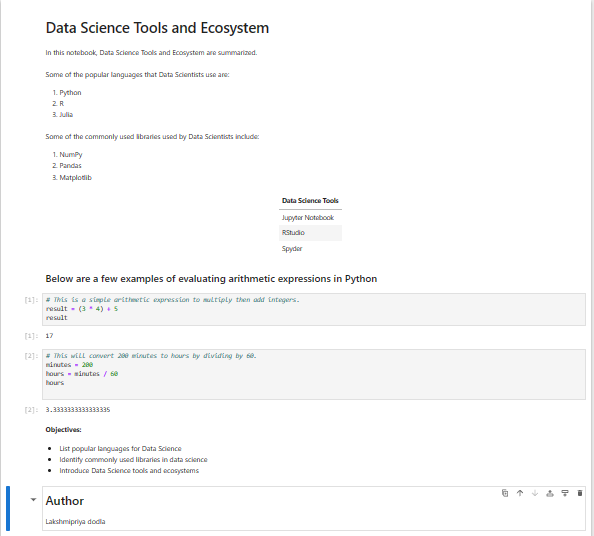 Data Science Tools and Ecosystem
In this notebook, Data Science Tools and Ecosystem are summarized.
Some of the popular languages that Data Scientists use are:
1. Python
2. R
3. Julia
Some of the commonly used libraries used by Data Scientists include:
1. NumPy
2. Pandas
3. Matplotlib
Data Science Tools
Jupyter Notebook
RStudio
Spyder
Below are a few examples of evaluating arithmetic expressions in Python
[1]: # This is a simple arithmetic expression to multiply then add integers.
result = (3 * 4) + 5
result
[1]: 17
[2]: # This will convert 200 minutes to hours by dividing by 60.
minutes = 200
hours = minutes / 60
hours
[2]: 3.3333333333333335
Objectives:
• List popular languages for Data Science
• Identify commonly used libraries in data science
• Introduce Data Science tools and ecosystems
Author
Lakshmipriya dodla